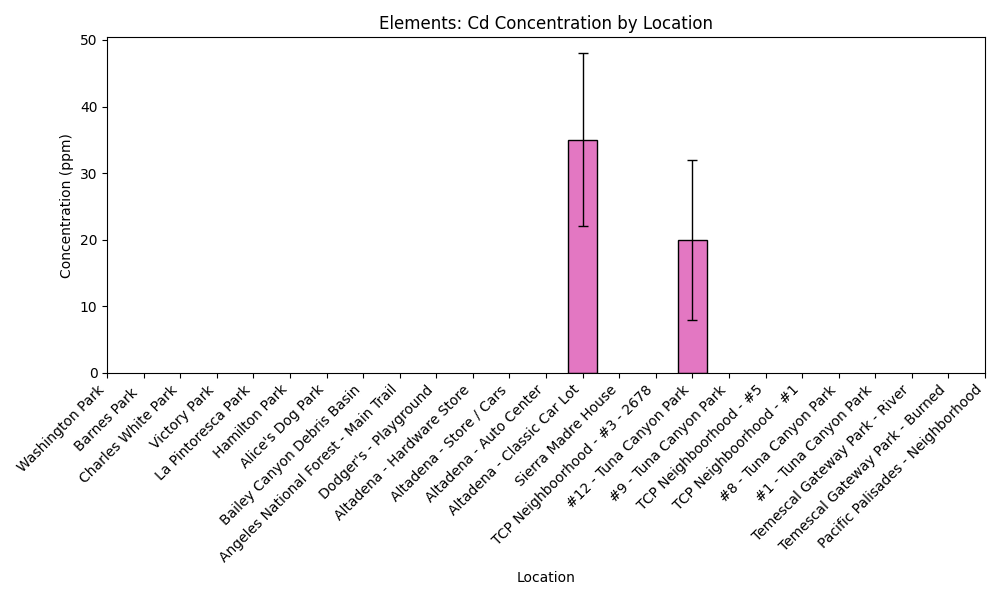 Elements: Cd Concentration by Location
Concentration (ppm)
50
40
30
20
10
0
Washington Park
Barnes Park
Charles White Park
Victory Park
La Pintoresca Park
Hamilton Park
Alice's Dog Park
Bailey Canyon Debris Basin
Angeles National Forest - Main Trail
Dodger's - Playground
Altadena - Hardware Store
Altadena - Store / Cars
Altadena - Auto Center
Altadena - Classic Car Lot
Sierra Madre House
TCP Neighboorhood - #3 - 2678
#12 - Tuna Canyon Park
#9 - Tuna Canyon Park
TCP Neighboorhood - #5
TCP Neighboorhood - #1
#8 - Tuna Canyon Park
#1 - Tuna Canyon Park
Temescal Gateway Park - River
Temescal Gateway Park - Burned
Pacific Palisades - Neighborhood
Location